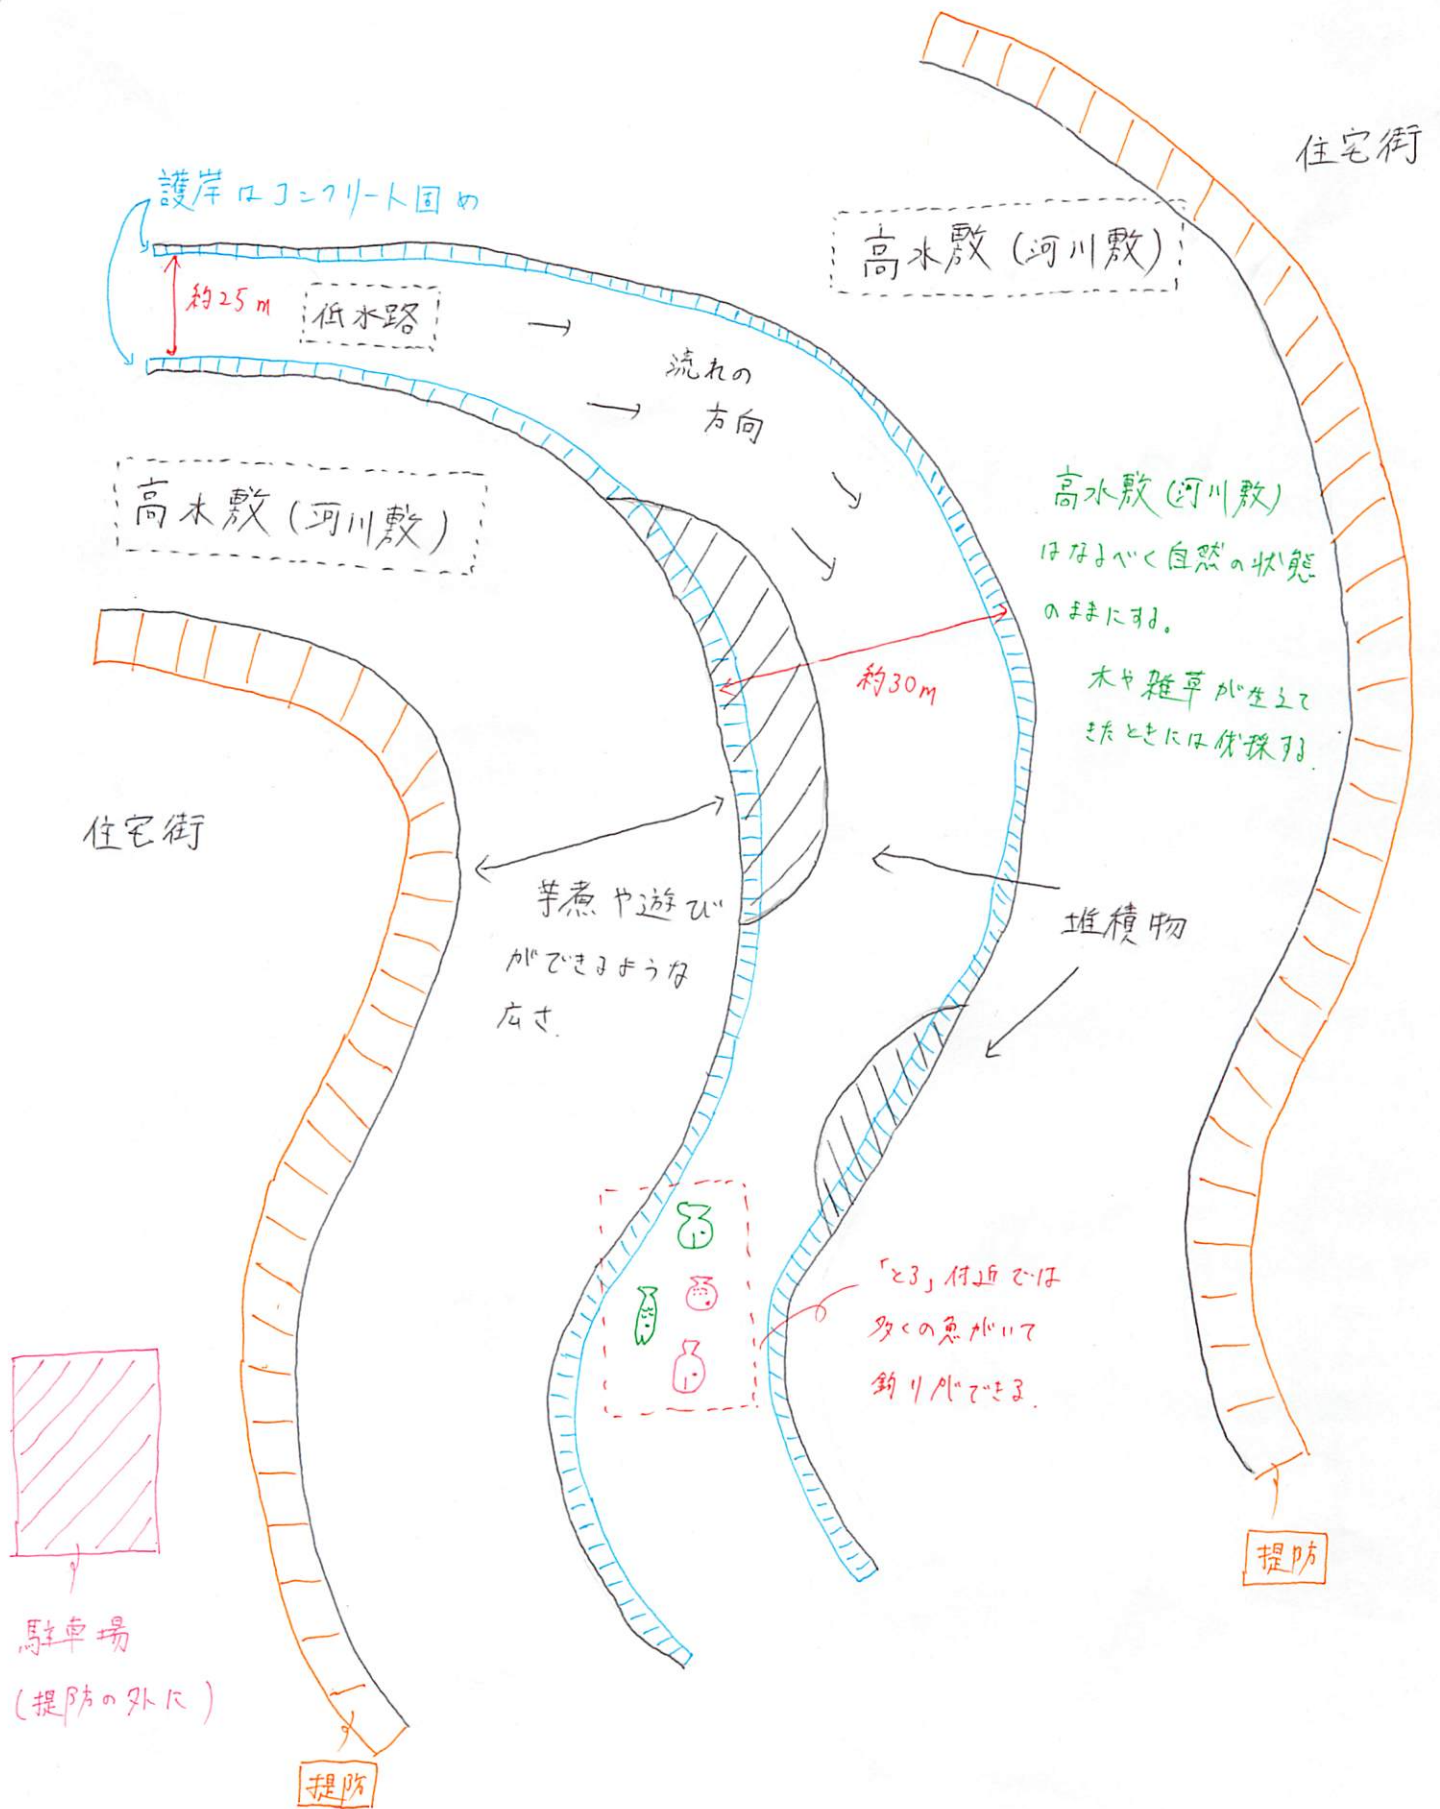 住宅街
護岸はコンクリート固め
高水敷(河川敷)
約25m
低水路
流れの
方向
高水敷(河川敷)
高水敷(河川敷)
はなるべく自然の状態
のままにする。
木や雑草が生えて
きたときには伐採する.
約30m
住宅街
芋煮や遊び
ができるような
広さ.
堆積物
「とろ」付近では
多くの魚がいて
釣りができる.
提防
駐車場
(提防の外に)
提防